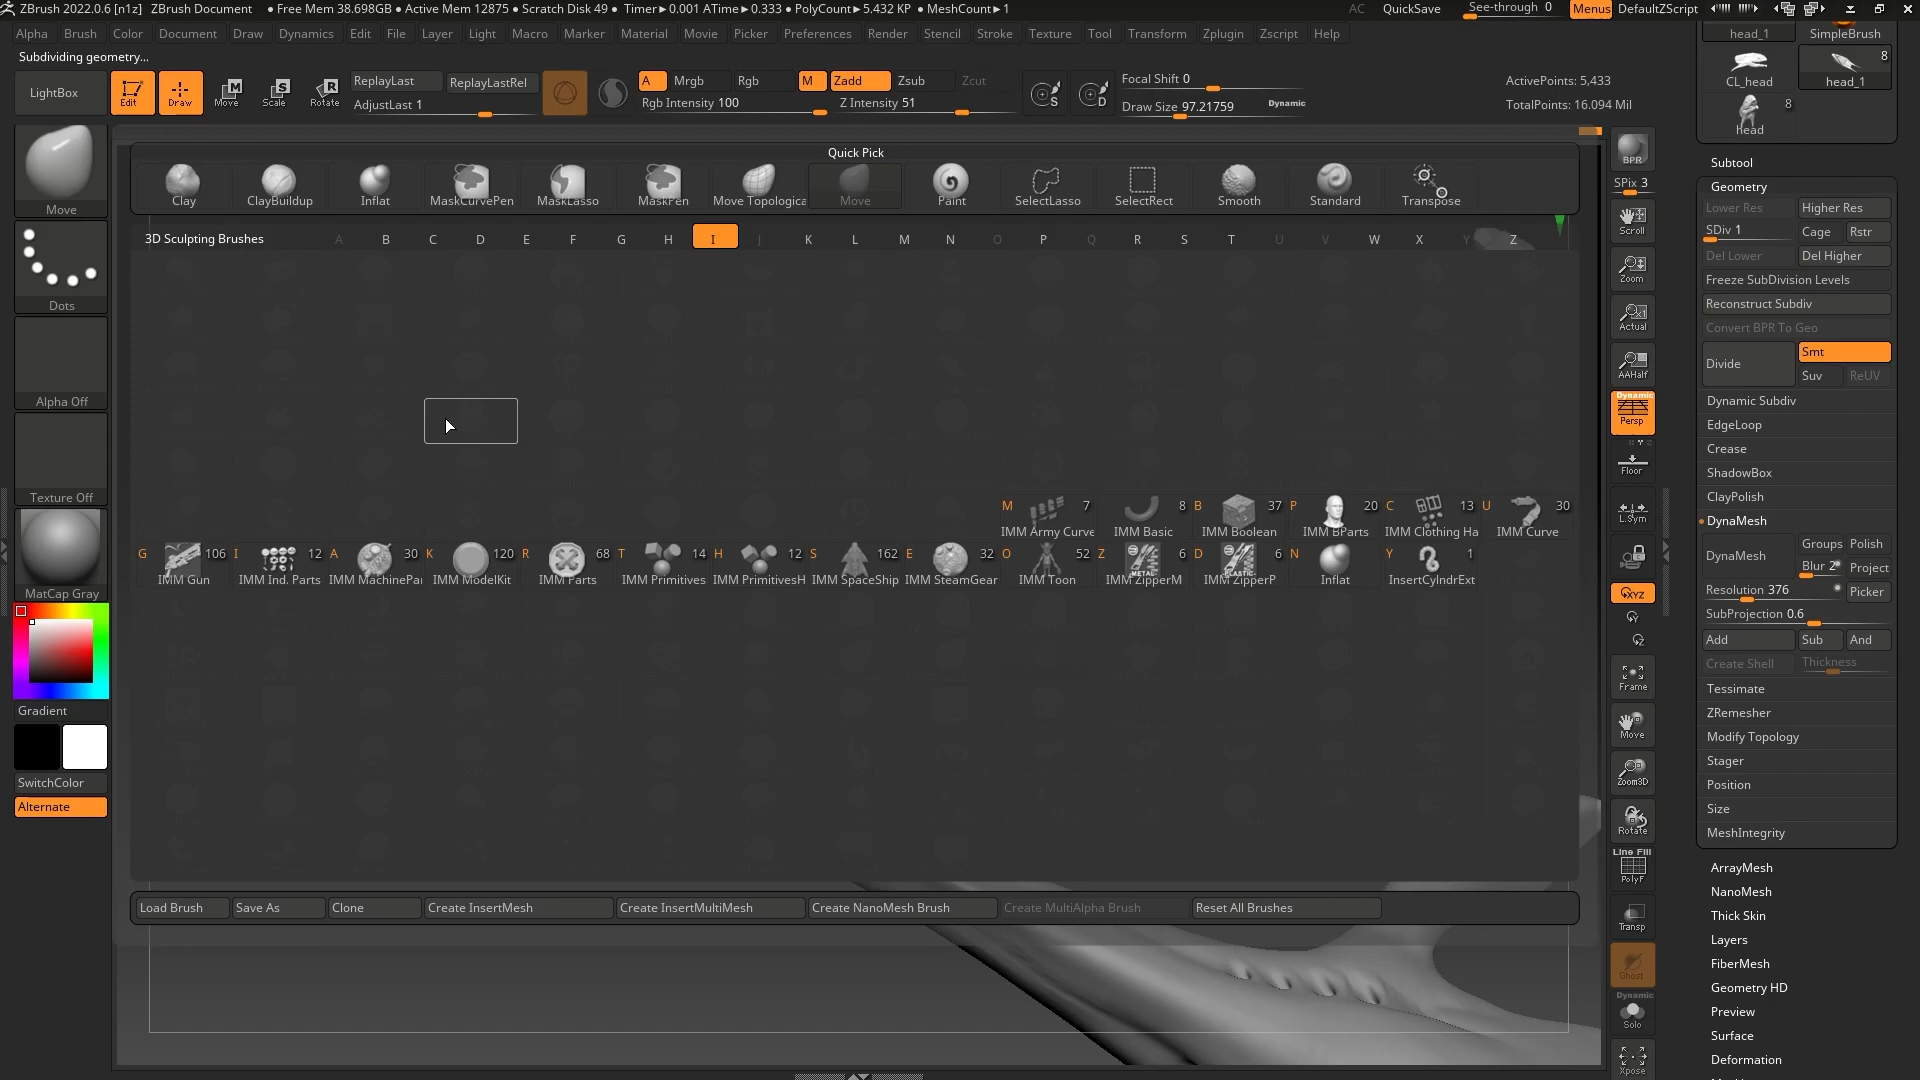 ZBrush 2022.0.6 [n1z] ZBrush Document ● Free Mem 38.698GB ● Active Mem 12875 ● Scratch Disk 49 ● Timer►0.001 ATime►0.333 ● PolyCount►5.432 KP ● MeshCount►1 AC QuickSave See-through 0 Menus DefaultZScript
Alpha Brush Color Document Draw Dynamics Edit File Layer Light Macro Marker Material Movie Picker Preferences Render Stencil Stroke Texture Tool Transform Zplugin Zscript Help
Subdividing geometry...
LightBox
Edit Draw Move Scale Rotate
ReplayLast ReplayLastRel
AdjustLast 1
A Mrgb Rgb M Zadd Zsub Zcut
Rgb Intensity 100 Z Intensity 51
S D
Focal Shift 0
Draw Size 97.21759 Dynamic
ActivePoints: 5,433
TotalPoints: 16.094 Mil
Move
Dots
Alpha Off
Texture Off
MatCap Gray
Gradient
SwitchColor
Alternate
Quick Pick
Clay ClayBuildup Inflat MaskCurvePen MaskLasso MaskPen Move Topologica Move Paint SelectLasso SelectRect Smooth Standard Transpose
3D Sculpting Brushes A B C D E F G H I J K L M N O P Q R S T U V W X Y Z
M 7 8 B 37 P 20 C 13 U 30
IMM Army Curve IMM Basic IMM Boolean IMM BParts IMM Clothing Ha IMM Curve
G 106 I 12 A 30 K 120 R 68 T 14 H 12 S 162 E 32 O 52 Z 6 D 6 N Y 1
METAL PLASTIC
IMM Gun IMM Ind. Parts IMM MachinePar IMM ModelKit IMM Parts IMM Primitives IMM PrimitivesH IMM SpaceShip IMM SteamGear IMM Toon IMM ZipperM IMM ZipperP Inflat InsertCylndrExt
Load Brush Save As Clone Create InsertMesh Create InsertMultiMesh Create NanoMesh Brush Create MultiAlpha Brush Reset All Brushes
BPR
SPix 3
Scroll
Zoom
Actual
AAHalf
Dynamic
Persp
Floor
L.Sym
XYZ
Y
Z
Frame
Move
Zoom3D
Rotate
Line Fill
PolyF
Transp
Ghost
Dynamic
Solo
Xpose
head_1 SimpleBrush
8
CL_head head_1
8
head
Subtool
Geometry
Lower Res Higher Res
SDiv 1 Cage Rstr
Del Lower Del Higher
Freeze SubDivision Levels
Reconstruct Subdiv
Convert BPR To Geo
Divide Smt
Suv ReUV
Dynamic Subdiv
EdgeLoop
Crease
ShadowBox
ClayPolish
DynaMesh
DynaMesh Groups Polish
Blur 2 Project
Resolution 376 Picker
SubProjection 0.6
Add Sub And
Create Shell Thickness
Tessimate
ZRemesher
Modify Topology
Stager
Position
Size
MeshIntegrity
ArrayMesh
NanoMesh
Thick Skin
Layers
FiberMesh
Geometry HD
Preview
Surface
Deformation